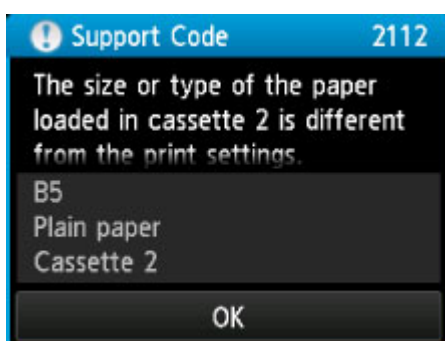 Support Code 2112
The size or type of the paper
loaded in cassette 2 is different
from the print settings.
B5
Plain paper
Cassette 2
OK